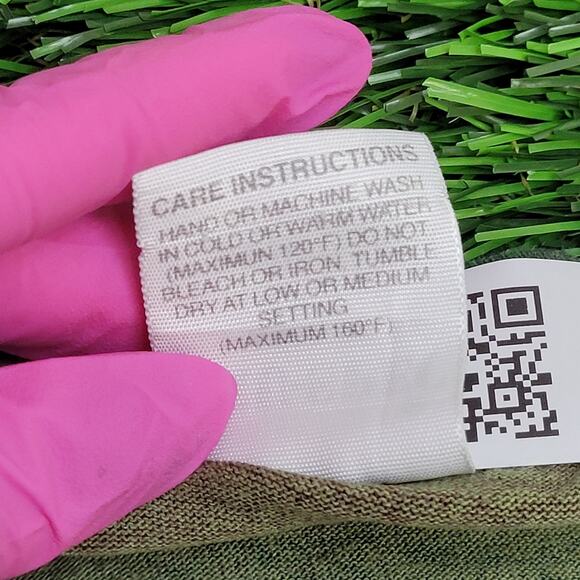 CARE INSTRUCTIONS
HAND OR MACHINE WASH
IN COLD OR WARM WATER
(MAXIMUN 120°F) DO NOT
BLEACH OR IRON TUMBLE
DRY AT LOW OR MEDIUM
SETTING
(MAXIMUM 160°F)